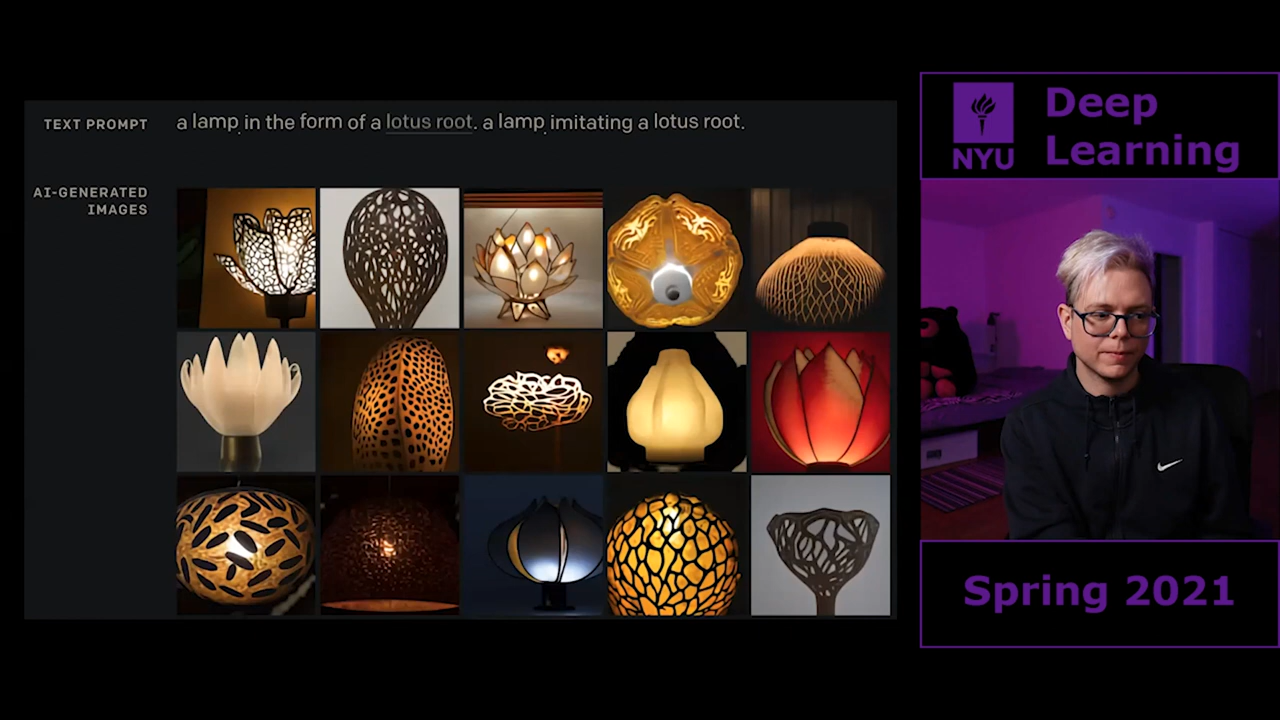 TEXT PROMPT
a lamp in the form of a lotus root. a lamp imitating a lotus root.
AI-GENERATED
IMAGES
NYU
Deep
Learning
Spring 2021